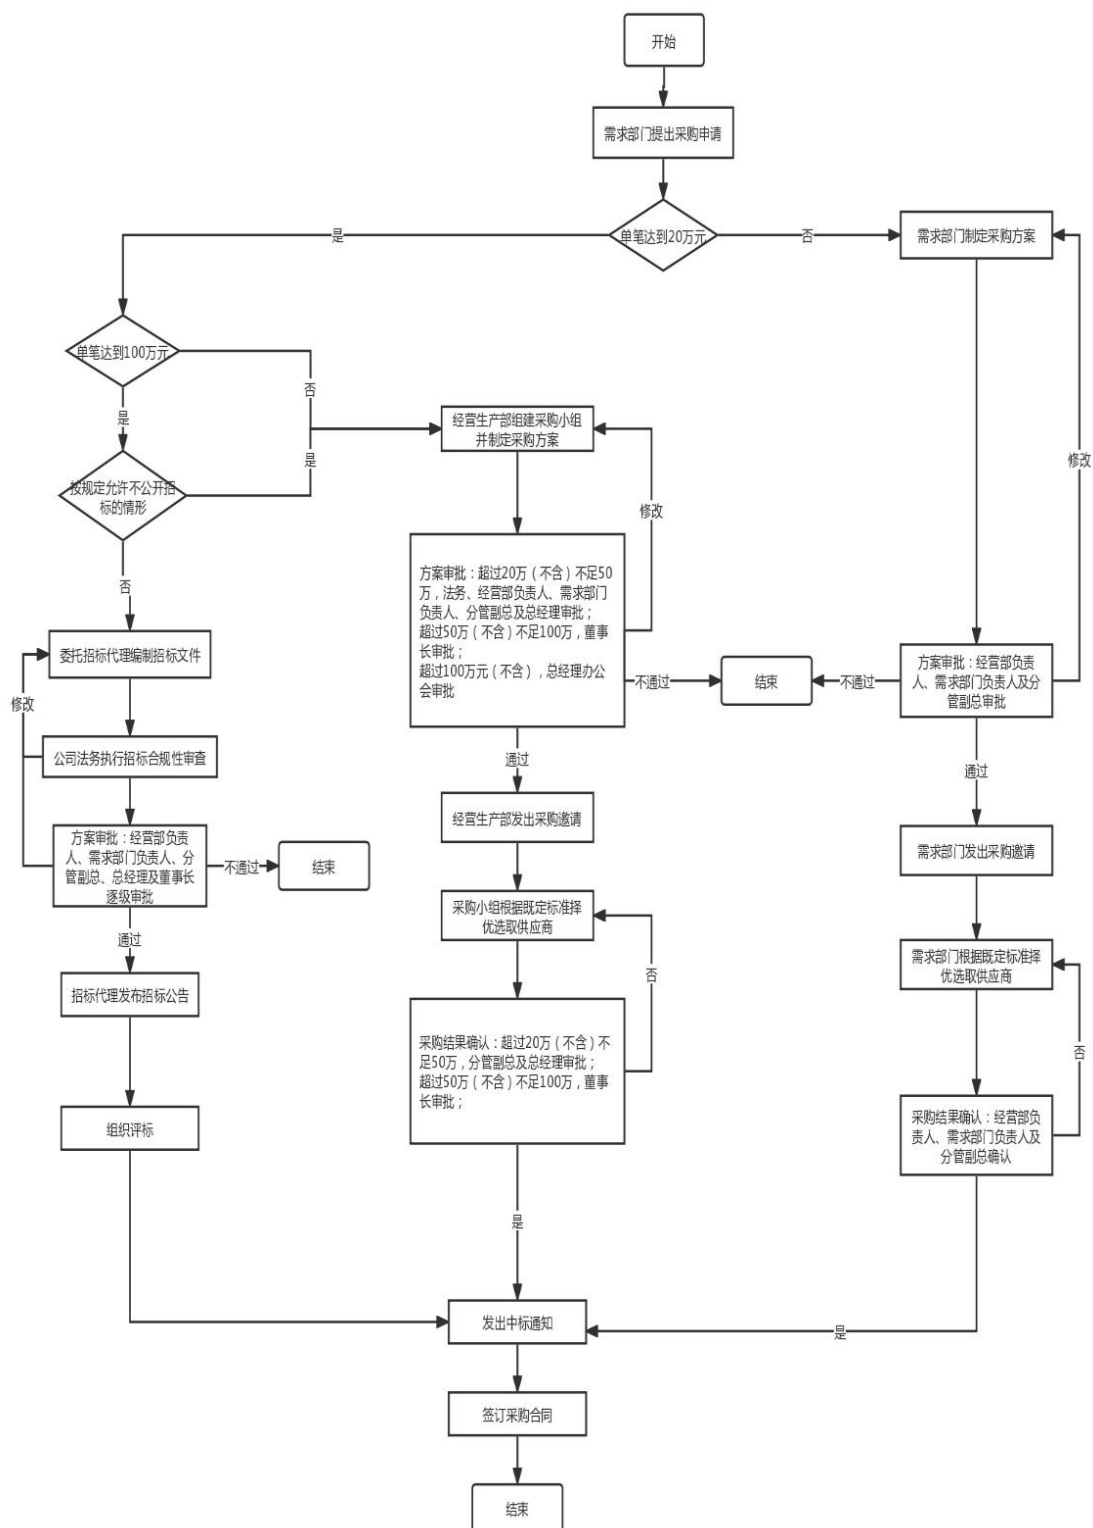 开始
需求部门提出采购申请
单笔达到20万元
是
否
需求部门制定采购方案
单笔达到100万元
否
是
经营生产部组建采购小组
并制定采购方案
是
修改
按规定允许不公开招
标的情形
修改
否
方案审批：超过20万（不含）不足50
万，法务、经营部负责人、需求部门
负责人、分管副总及总经理审批；
超过50万（不含）不足100万，董事
长审批；
超过100万元（不含），总经理办公
会审批
委托招标代理编制招标文件
方案审批：经营部负责
人、需求部门负责人及分
管副总审批
不通过
结束
不通过
修改
公司法务执行招标合规性审查
通过
通过
经营生产部发出采购邀请
方案审批：经营部负责
人、需求部门负责人、分
管副总、总经理及董事长
逐级审批
不通过
结束
需求部门发出采购邀请
采购小组根据既定标准择
优选取供应商
通过
需求部门根据既定标准择
优选取供应商
否
招标代理发布招标公告
采购结果确认：超过20万（不含）不
足50万，分管副总及总经理审批；
超过50万（不含）不足100万，董事
长审批；
否
组织评标
采购结果确认：经营部负
责人、需求部门负责人及
分管副总确认
是
发出中标通知
是
签订采购合同
结束